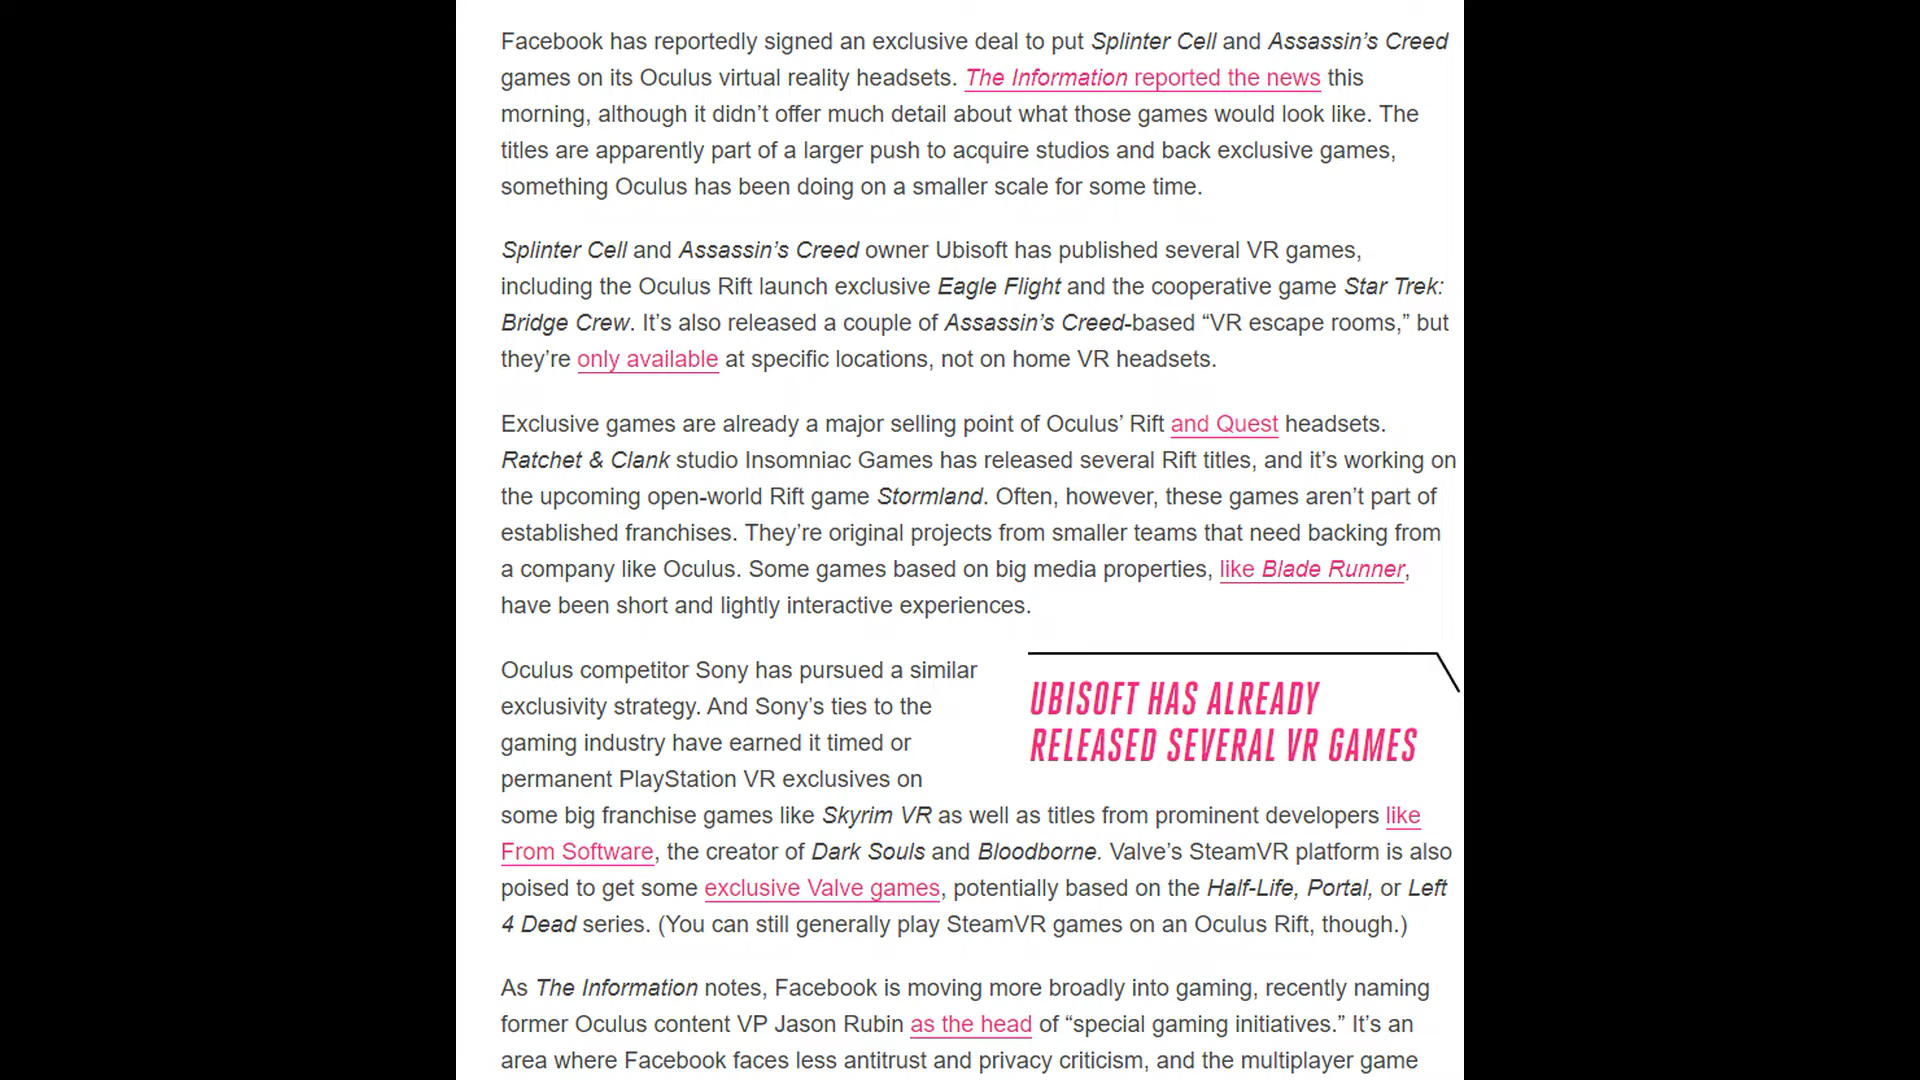 Facebook has reportedly signed an exclusive deal to put Splinter Cell and Assassin’s Creed
games on its Oculus virtual reality headsets. The Information reported the news this
morning, although it didn’t offer much detail about what those games would look like. The
titles are apparently part of a larger push to acquire studios and back exclusive games,
something Oculus has been doing on a smaller scale for some time.
Splinter Cell and Assassin’s Creed owner Ubisoft has published several VR games,
including the Oculus Rift launch exclusive Eagle Flight and the cooperative game Star Trek:
Bridge Crew. It’s also released a couple of Assassin’s Creed-based “VR escape rooms,” but
they’re only available at specific locations, not on home VR headsets.
Exclusive games are already a major selling point of Oculus’ Rift and Quest headsets.
Ratchet & Clank studio Insomniac Games has released several Rift titles, and it’s working on
the upcoming open-world Rift game Stormland. Often, however, these games aren’t part of
established franchises. They’re original projects from smaller teams that need backing from
a company like Oculus. Some games based on big media properties, like Blade Runner,
have been short and lightly interactive experiences.
Oculus competitor Sony has pursued a similar
exclusivity strategy. And Sony’s ties to the
gaming industry have earned it timed or
permanent PlayStation VR exclusives on
UBISOFT HAS ALREADY
RELEASED SEVERAL VR GAMES
some big franchise games like Skyrim VR as well as titles from prominent developers like
From Software, the creator of Dark Souls and Bloodborne. Valve’s SteamVR platform is also
poised to get some exclusive Valve games, potentially based on the Half-Life, Portal, or Left
4 Dead series. (You can still generally play SteamVR games on an Oculus Rift, though.)
As The Information notes, Facebook is moving more broadly into gaming, recently naming
former Oculus content VP Jason Rubin as the head of “special gaming initiatives.” It’s an
area where Facebook faces less antitrust and privacy criticism, and the multiplayer game